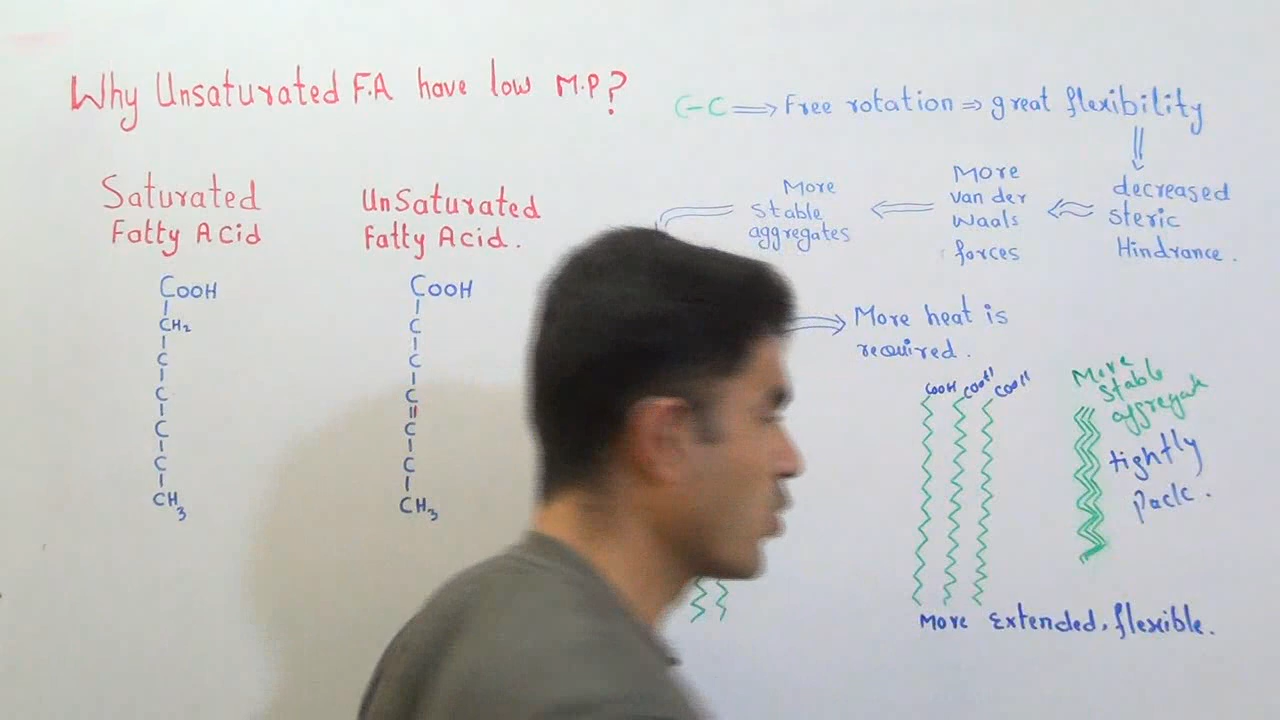 Why Unsaturated F.A have low M.P?
C-C ⇒ Free rotation ⇒ great flexibility
Saturated
Fatty Acid
UnSaturated
Fatty Acid.
COOH
CH2
C
C
C
C
CH3
COOH
C
C
C
C
C
CH3
decreased
steric
Hindrance.
More
van der
Waals
forces
More
Stable
aggregates
More heat is
required.
COOH COOH COOH
More Extended, flexible.
More
Stable
aggregate
tightly
pack.